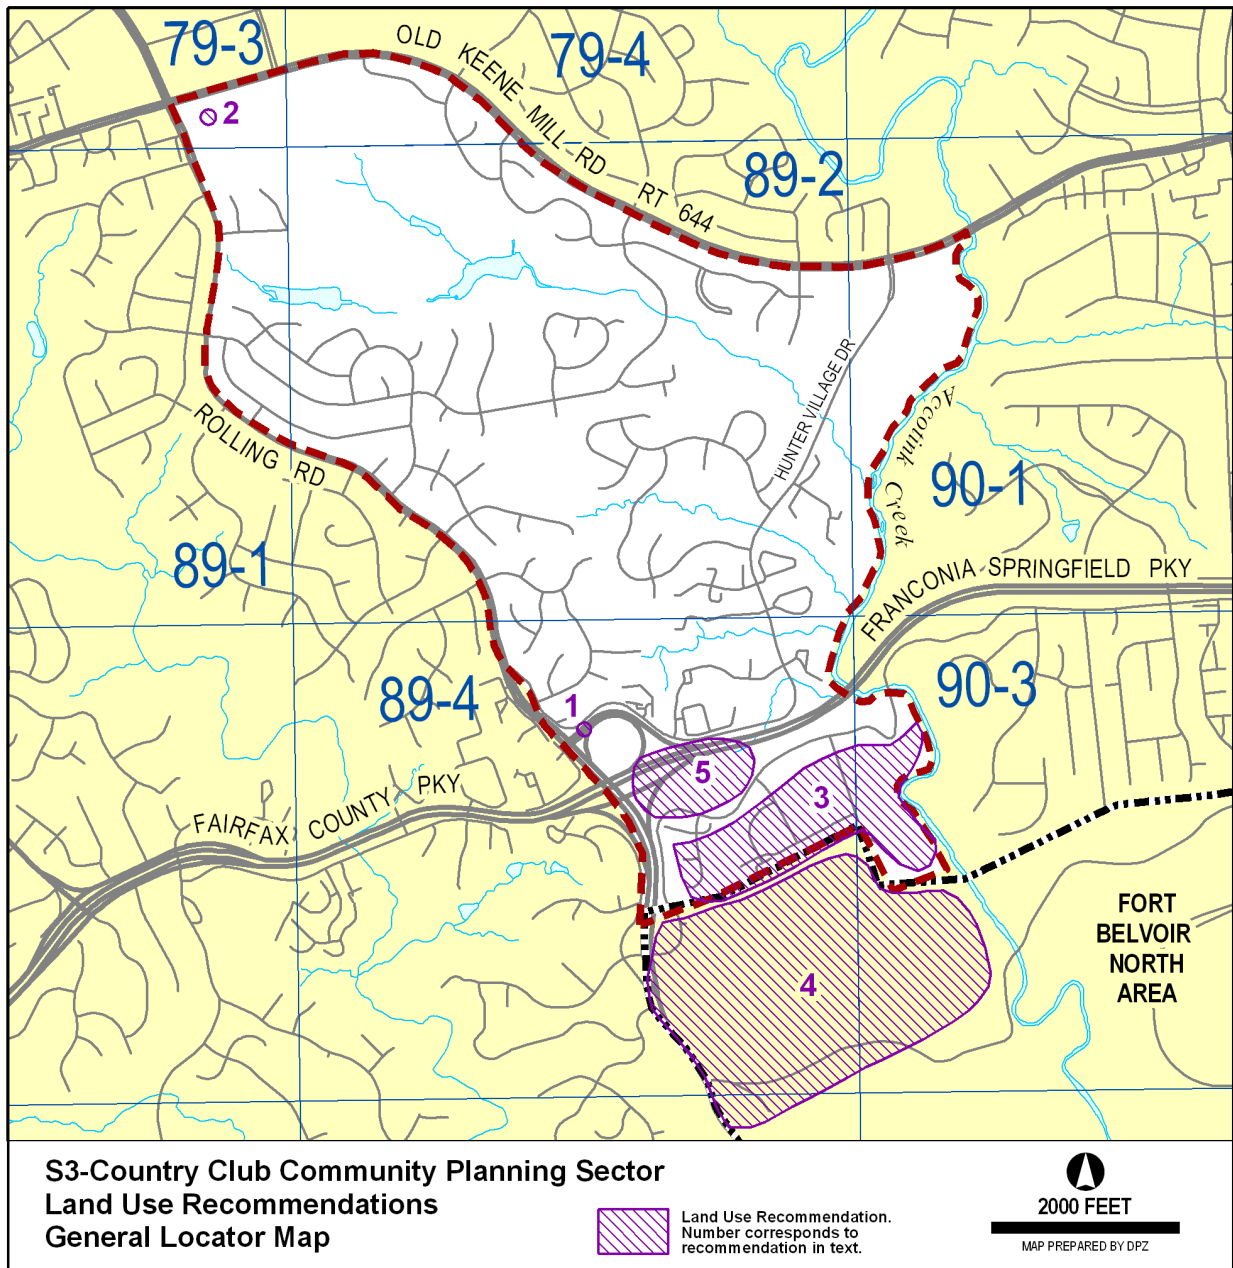 79-3
OLD KEENE MILL RD RT 644
79-4
2
89-2
HUNTER VILLAGE DR
Accotink Creek
ROLLING RD
90-1
89-1
FRANCONIA SPRINGFIELD PKY
89-4
90-3
1
5
3
FAIRFAX COUNTY PKY
4
FORT
BELVOIR
NORTH
AREA
S3-Country Club Community Planning Sector
Land Use Recommendations
General Locator Map
Land Use Recommendation.
Number corresponds to
recommendation in text.
2000 FEET
MAP PREPARED BY DPZ